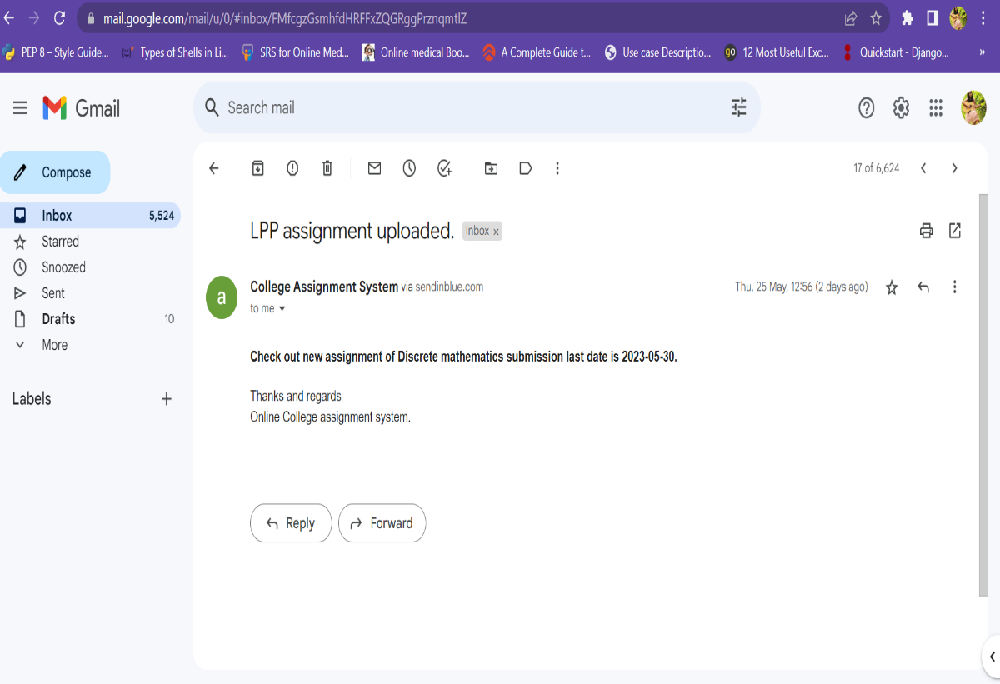 mail.google.com/mail/u/0/#inbox/FMfcgzGsmhfdHRFFxZQGRggPrznqmtlZ
PEP 8 – Style Guide... Types of Shells in Li... SRS for Online Med... Online medical Boo... A Complete Guide t... Use case Descriptio... go 12 Most Useful Exc... Quickstart - Django... »
Gmail
Search mail
Compose
17 of 6,624
Inbox 5,524
Starred
Snoozed
Sent
Drafts 10
More
Labels +
LPP assignment uploaded. Inbox x
a
College Assignment System via sendinblue.com Thu, 25 May, 12:56 (2 days ago)
to me
Check out new assignment of Discrete mathematics submission last date is 2023-05-30.
Thanks and regards
Online College assignment system.
Reply Forward